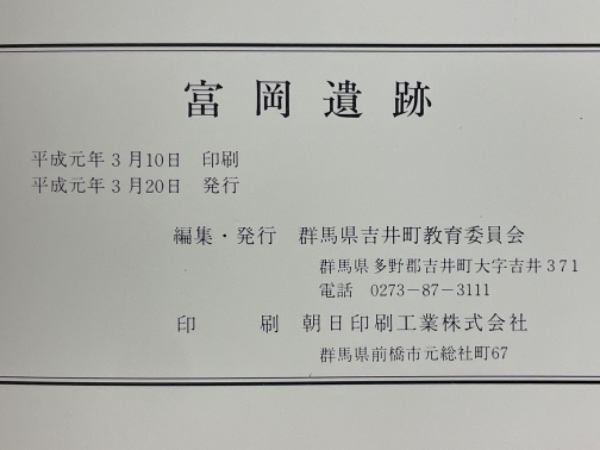 富岡遺跡
平成元年3月10日 印刷
平成元年3月20日 発行
編集・発行 群馬県吉井町教育委員会
群馬県多野郡吉井町大字吉井371
電話 0273-87-3111
印刷 朝日印刷工業株式会社
群馬県前橋市元総社町67